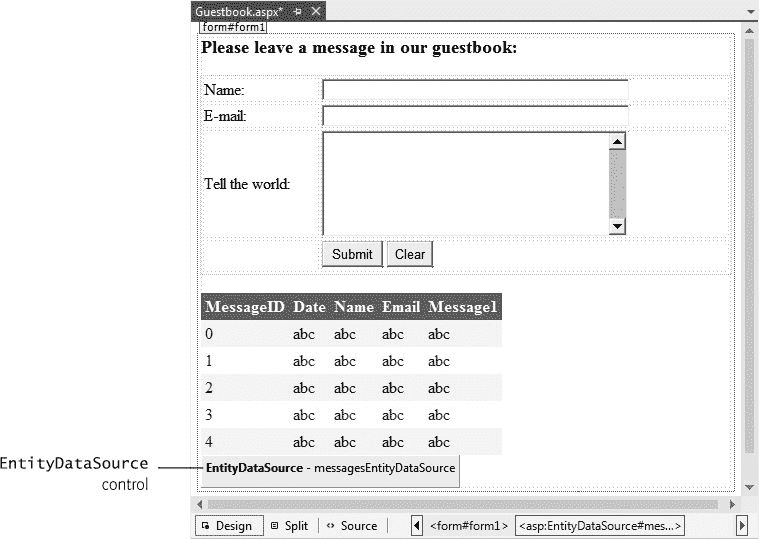 Guestbook.aspx*
form#form1
Please leave a message in our guestbook:
Name:
E-mail:
Tell the world:
Submit Clear
MessageID Date Name Email Message1
0 abc abc abc abc
1 abc abc abc abc
2 abc abc abc abc
3 abc abc abc abc
4 abc abc abc abc
EntityDataSource - messagesEntityDataSource
EntityDataSource
control
Design Split Source <form#form1> <asp:EntityDataSource#mes...>